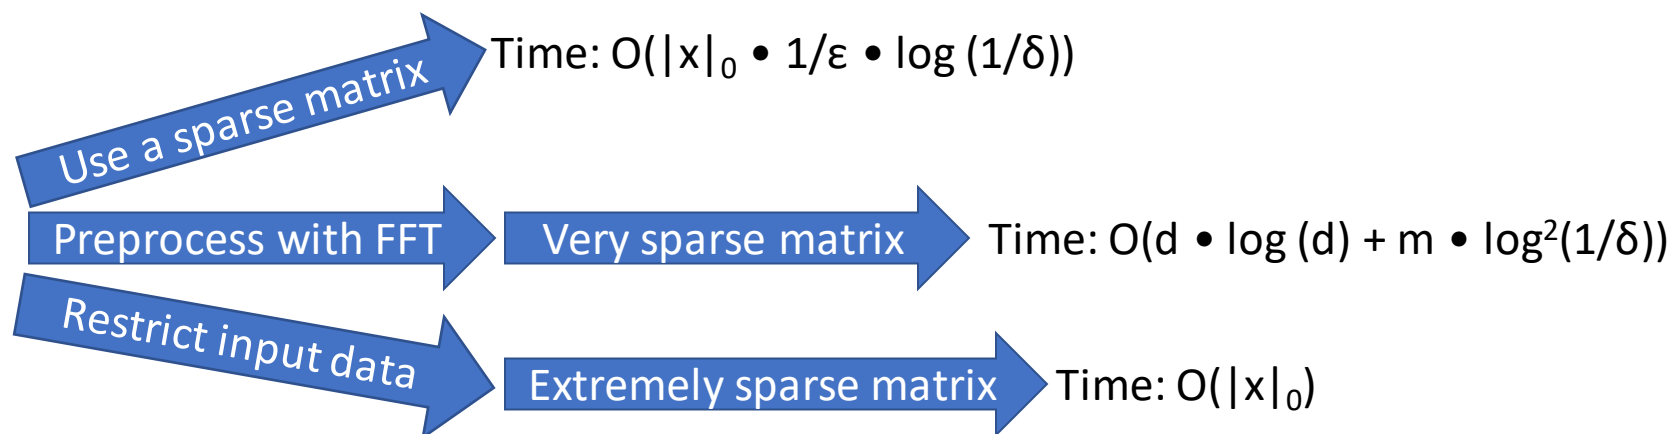 Use a sparse matrix
Time: O(|x|₀ • 1/ε • log (1/δ))
Preprocess with FFT
Very sparse matrix
Time: O(d • log (d) + m • log²(1/δ))
Restrict input data
Extremely sparse matrix
Time: O(|x|₀)